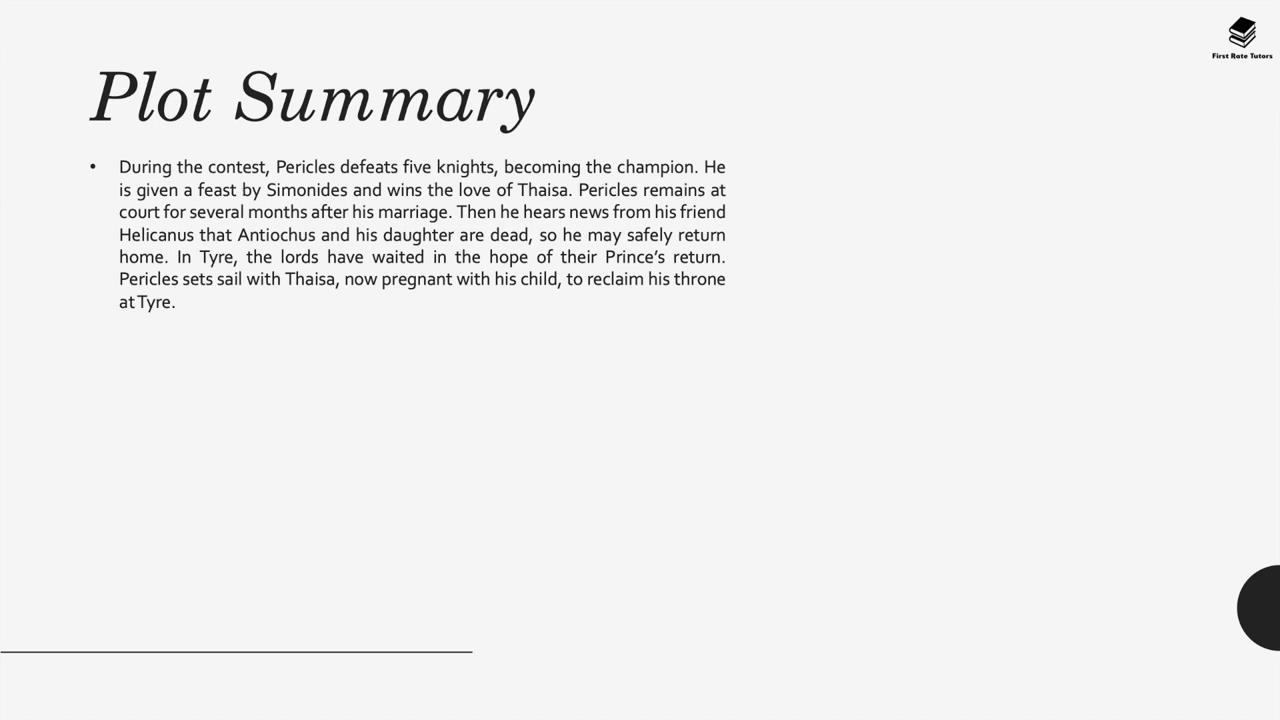 First Rate Tutors
Plot Summary
• During the contest, Pericles defeats five knights, becoming the champion. He
is given a feast by Simonides and wins the love of Thaisa. Pericles remains at
court for several months after his marriage. Then he hears news from his friend
Helicanus that Antiochus and his daughter are dead, so he may safely return
home. In Tyre, the lords have waited in the hope of their Prince’s return.
Pericles sets sail with Thaisa, now pregnant with his child, to reclaim his throne
at Tyre.